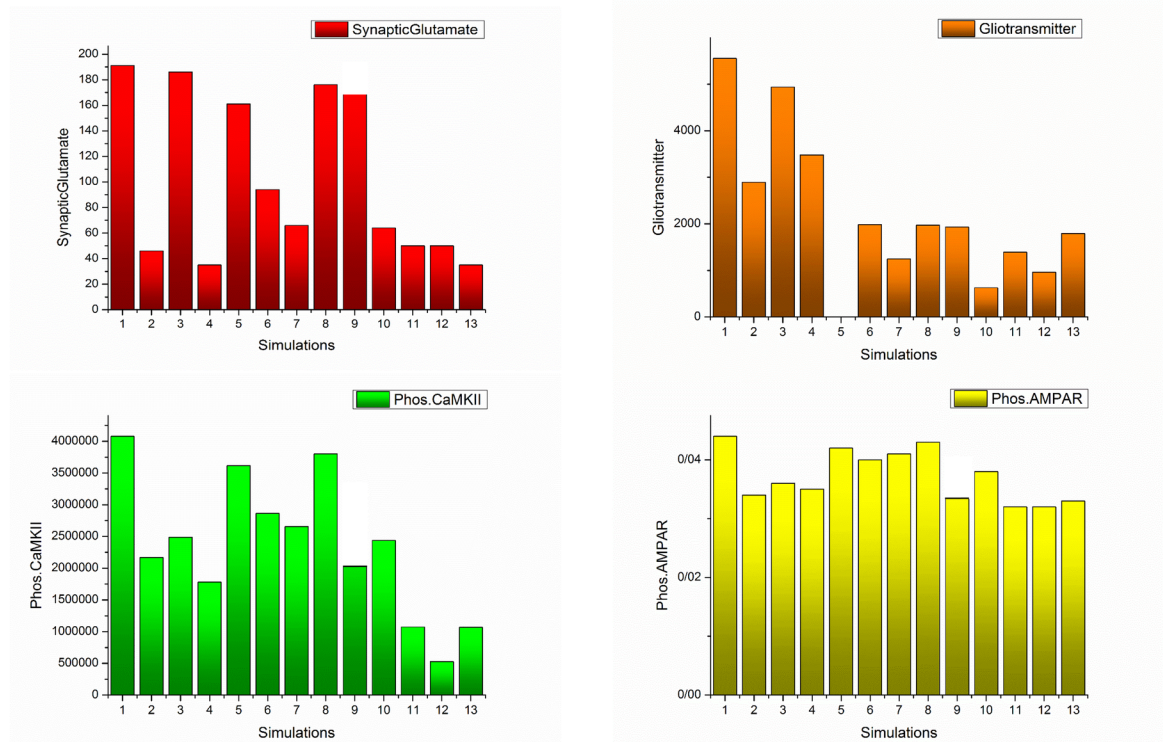 SynapticGlutamate
200
180
160
140
120
100
80
60
40
20
0
SynapticGlutamate
1 2 3 4 5 6 7 8 9 10 11 12 13
Simulations
Gliotransmitter
4000
2000
0
Gliotransmitter
1 2 3 4 5 6 7 8 9 10 11 12 13
Simulations
Phos.CaMKII
4000000
3500000
3000000
2500000
2000000
1500000
1000000
500000
0
Phos.CaMKII
1 2 3 4 5 6 7 8 9 10 11 12 13
Simulations
Phos.AMPAR
0/04
0/02
0/00
Phos.AMPAR
1 2 3 4 5 6 7 8 9 10 11 12 13
Simulations